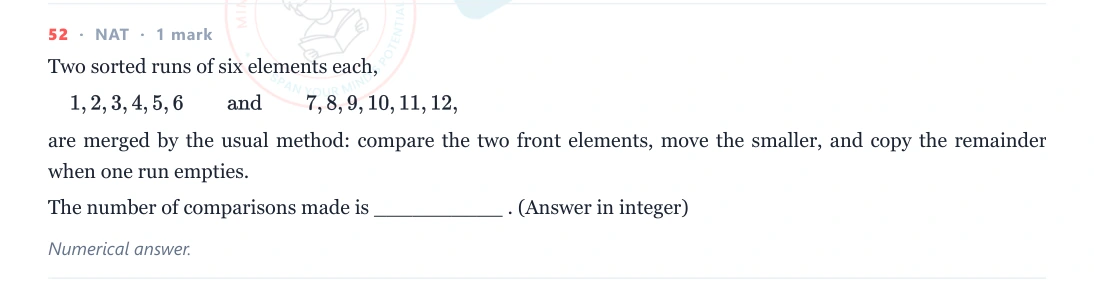 52 · NAT · 1 mark
Two sorted runs of six elements each,
1, 2, 3, 4, 5, 6 and 7, 8, 9, 10, 11, 12,
are merged by the usual method: compare the two front elements, move the smaller, and copy the remainder
when one run empties.
The number of comparisons made is ____________ . (Answer in integer)
Numerical answer.